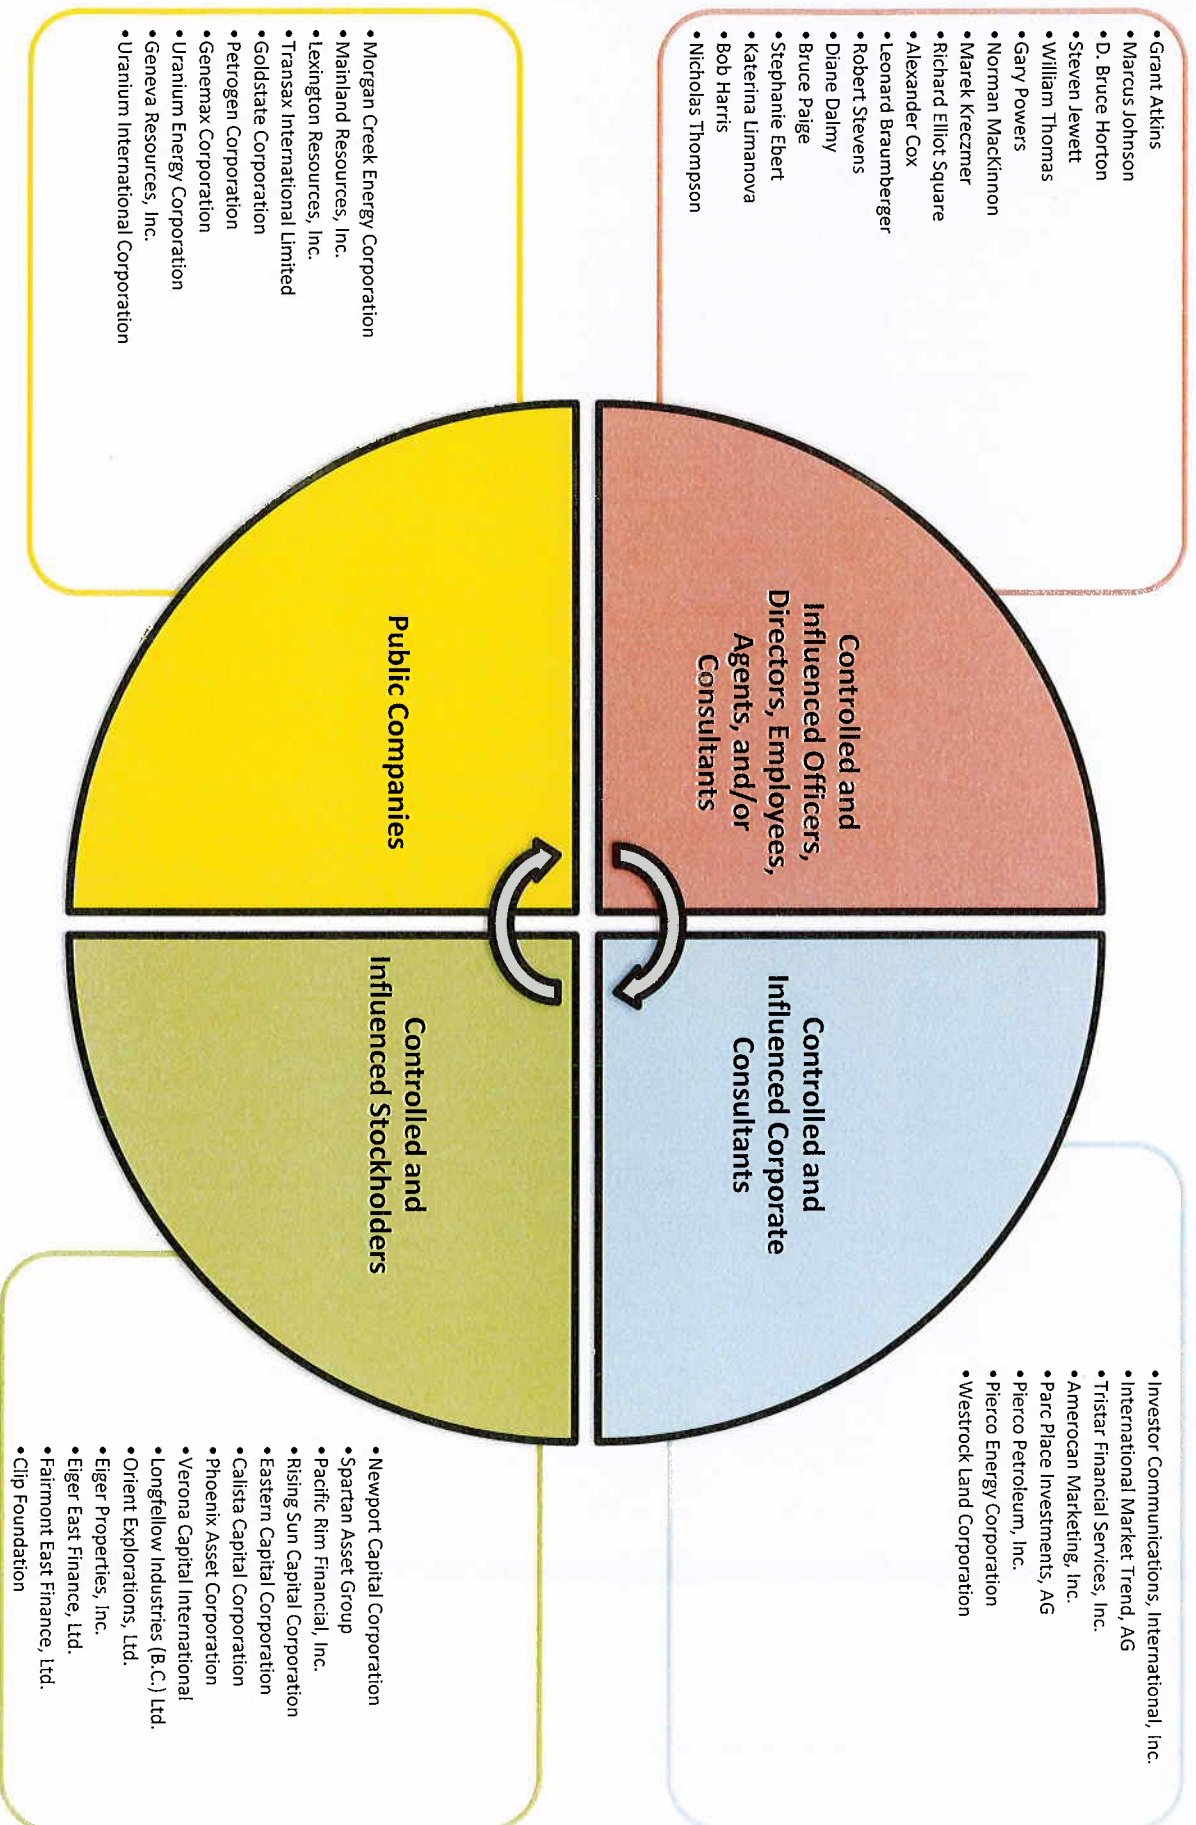 • Grant Atkins
• Marcus Johnson
• D. Bruce Horton
• Steven Jewett
• William Thomas
• Gary Powers
• Norman MacKinnon
• Marek Kreczmer
• Richard Elliot Square
• Alexander Cox
• Leonard Braumberger
• Robert Stevens
• Diane Dalmy
• Bruce Paige
• Stephanie Ebert
• Katerina Limanova
• Bob Harris
• Nicholas Thompson
Controlled and
Influenced Officers,
Directors, Employees,
Agents, and/or
Consultants
Controlled and
Influenced Corporate
Consultants
• Investor Communications, International, Inc.
• International Market Trend, AG
• Tristar Financial Services, Inc.
• Amerocan Marketing, Inc.
• Parc Place Investments, AG
• Pierco Petroleum, Inc.
• Pierco Energy Corporation
• Westrock Land Corporation
• Morgan Creek Energy Corporation
• Mainland Resources, Inc.
• Lexington Resources, Inc.
• Transax International Limited
• Goldstate Corporation
• Petrogen Corporation
• Genemax Corporation
• Uranium Energy Corporation
• Geneva Resources, Inc.
• Uranium International Corporation
Public Companies
Controlled and
Influenced Stockholders
• Newport Capital Corporation
• Spartan Asset Group
• Pacific Rim Financial, Inc.
• Rising Sun Capital Corporation
• Eastern Capital Corporation
• Calista Capital Corporation
• Phoenix Asset Corporation
• Verona Capital International
• Longfellow Industries (B.C.) Ltd.
• Orient Explorations, Ltd.
• Eiger Properties, Inc.
• Eiger East Finance, Ltd.
• Fairmont East Finance, Ltd.
• Clip Foundation